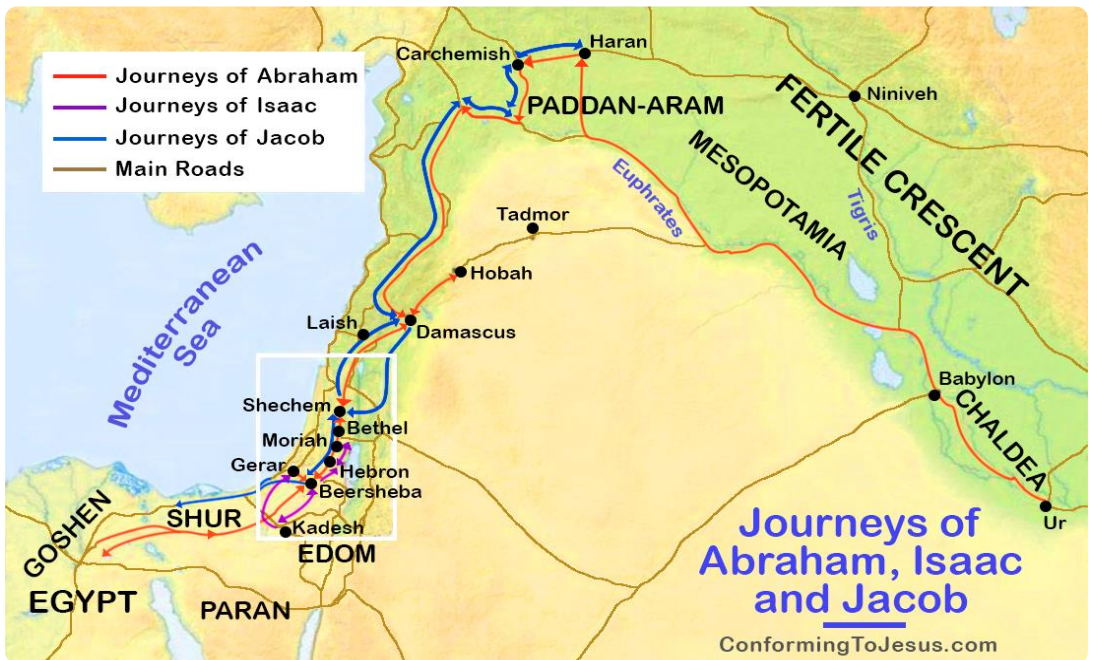 Journeys of Abraham
Journeys of Isaac
Journeys of Jacob
Main Roads
Carchemish
Haran
PADDAN-ARAM
Niniveh
FERTILE CRESCENT
MESOPOTAMIA
Euphrates
Tigris
Tadmor
Hobah
Mediterranean
Sea
Laish
Damascus
Shechem
Bethel
Moriah
Gerar
Hebron
Beersheba
Kadesh
Babylon
CHALDEA
Ur
GOSHEN
SHUR
EDOM
EGYPT
PARAN
Journeys of
Abraham, Isaac
and Jacob
ConformingToJesus.com